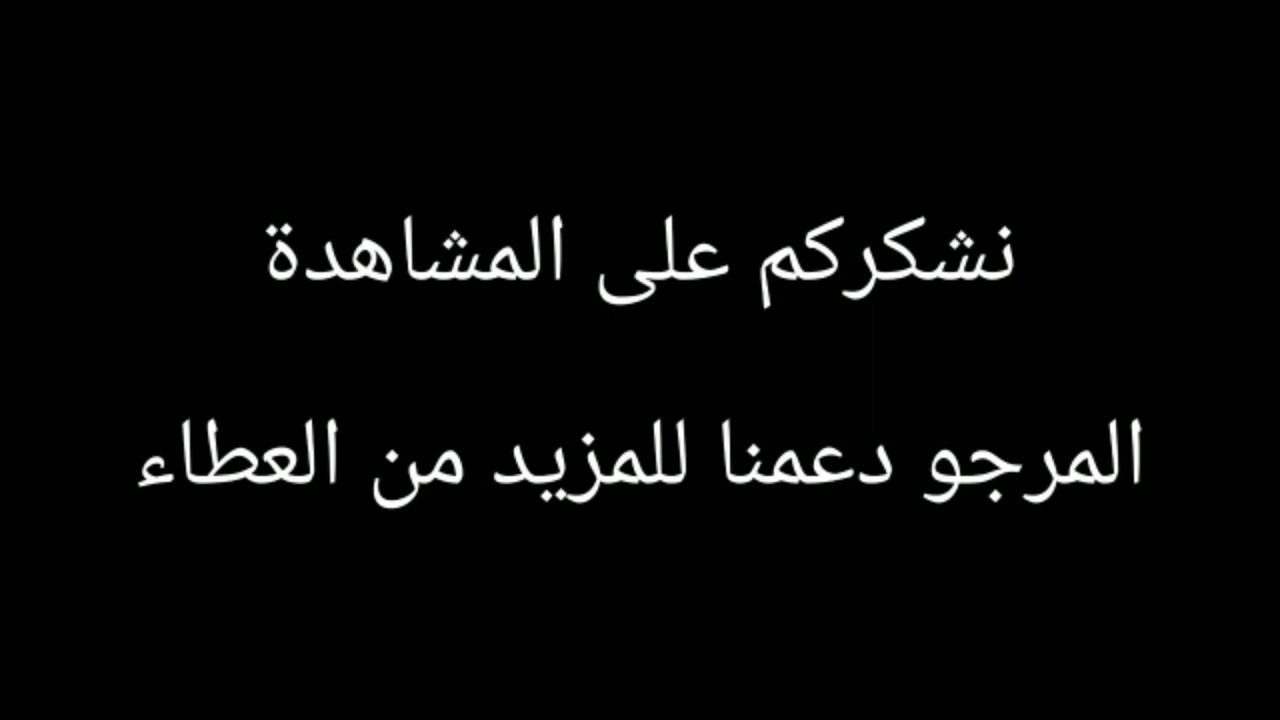 نشكركم على المشاهدة
المرجو دعمنا للمزيد من العطاء